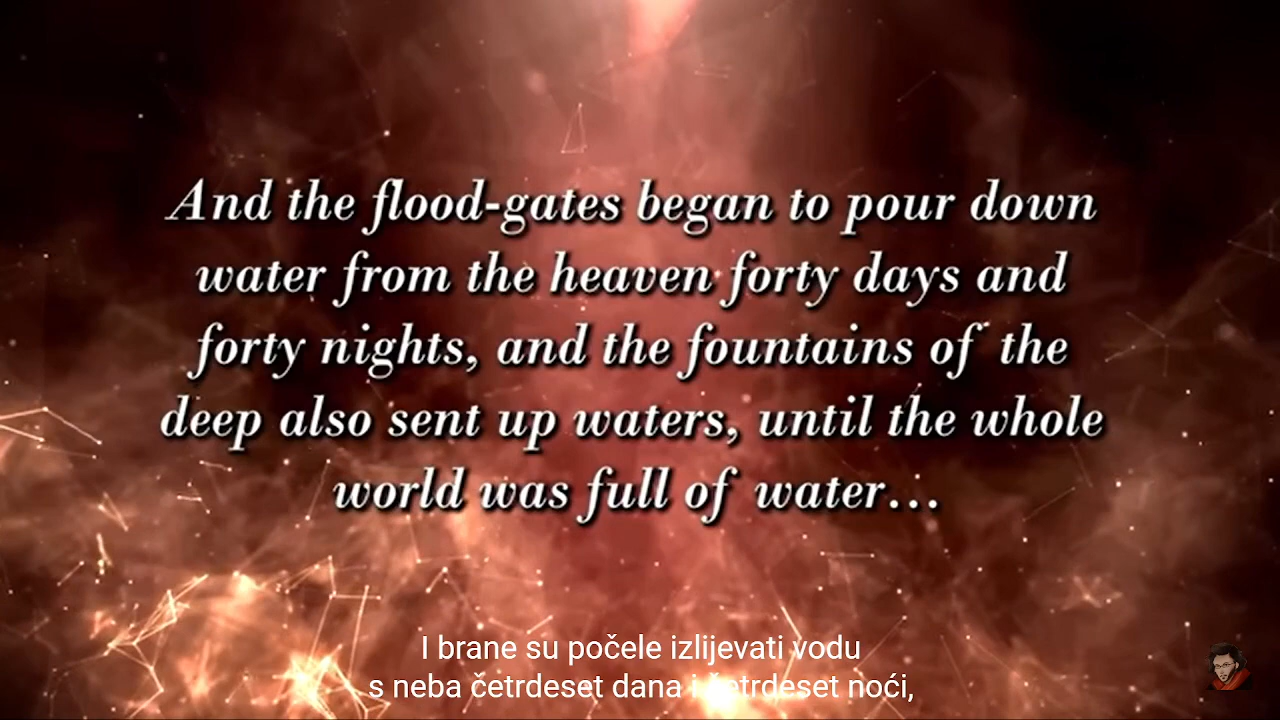 And the flood-gates began to pour down
water from the heaven forty days and
forty nights, and the fountains of the
deep also sent up waters, until the whole
world was full of water...
I brane su počele izlijevati vodu
s neba četrdeset dana i četrdeset noći,